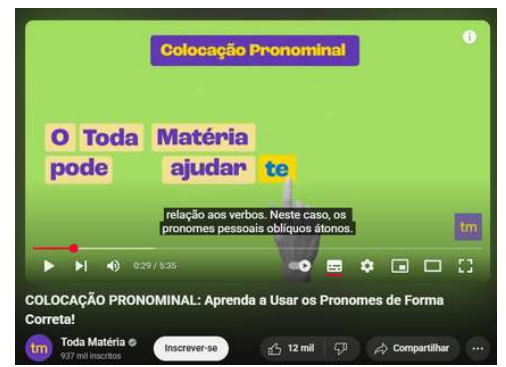 Colocação Pronominal
O Toda Matéria
pode ajudar te
relação aos verbos. Neste caso, os
pronomes pessoais oblíquos átonos.
tm
0:29 / 5:35
COLOCAÇÃO PRONOMINAL: Aprenda a Usar os Pronomes de Forma
Correta!
tm
Toda Matéria
937 mil inscritos
Inscrever-se
12 mil
Compartilhar